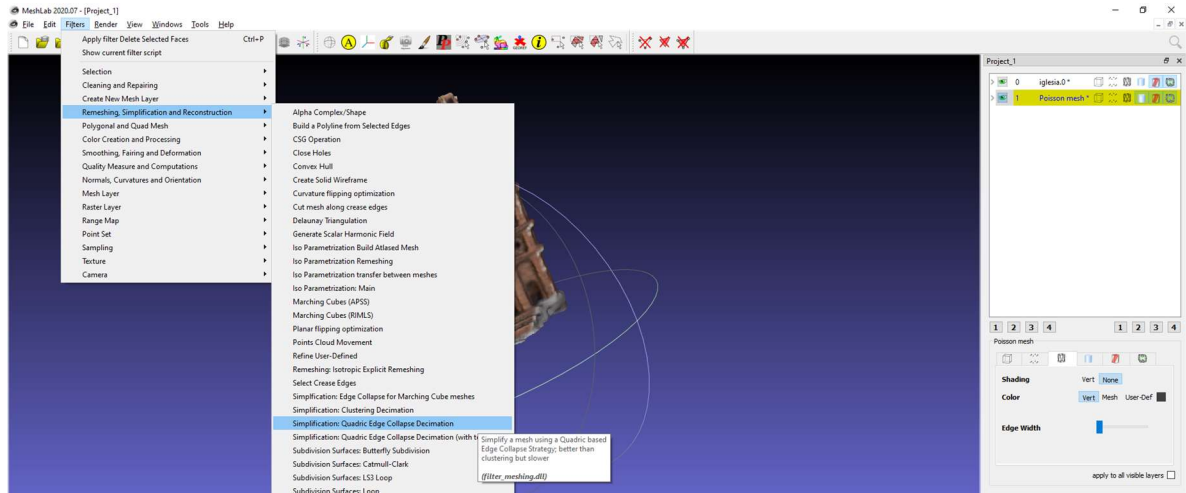 MeshLab 2020.07 - [Project_1]
File Edit Filters Render View Windows Tools Help
Apply filter Delete Selected Faces Ctrl+P
Show current filter script
Selection
Cleaning and Repairing
Create New Mesh Layer
Remeshing, Simplification and Reconstruction
Polygonal and Quad Mesh
Color Creation and Processing
Smoothing, Fairing and Deformation
Quality Measure and Computations
Normals, Curvatures and Orientation
Mesh Layer
Raster Layer
Range Map
Point Set
Sampling
Texture
Camera
Alpha Complex/Shape
Build a Polyline from Selected Edges
CSG Operation
Close Holes
Convex Hull
Create Solid Wireframe
Curvature flipping optimization
Cut mesh along crease edges
Delaunay Triangulation
Generate Scalar Harmonic Field
Iso Parametrization Build Atlased Mesh
Iso Parametrization Remeshing
Iso Parametrization transfer between meshes
Iso Parametrization: Main
Marching Cubes (APSS)
Marching Cubes (RIMLS)
Planar flipping optimization
Points Cloud Movement
Refine User-Defined
Remeshing: Isotropic Explicit Remeshing
Select Crease Edges
Simplfication: Edge Collapse for Marching Cube meshes
Simplification: Clustering Decimation
Simplification: Quadric Edge Collapse Decimation
Simplification: Quadric Edge Collapse Decimation (with t
Subdivision Surfaces: Butterfly Subdivision
Subdivision Surfaces: Catmull-Clark
Subdivision Surfaces: LS3 Loop
Subdivision Surfaces: Loop
Simplify a mesh using a Quadric based
Edge Collapse Strategy; better than
clustering but slower
(filter_meshing.dll)
Project_1
0 iglesia.0 *
1 Poisson mesh *
1 2 3 4 1 2 3 4
Poisson mesh
Shading Vert None
Color Vert Mesh User-Def
Edge Width
apply to all visible layers